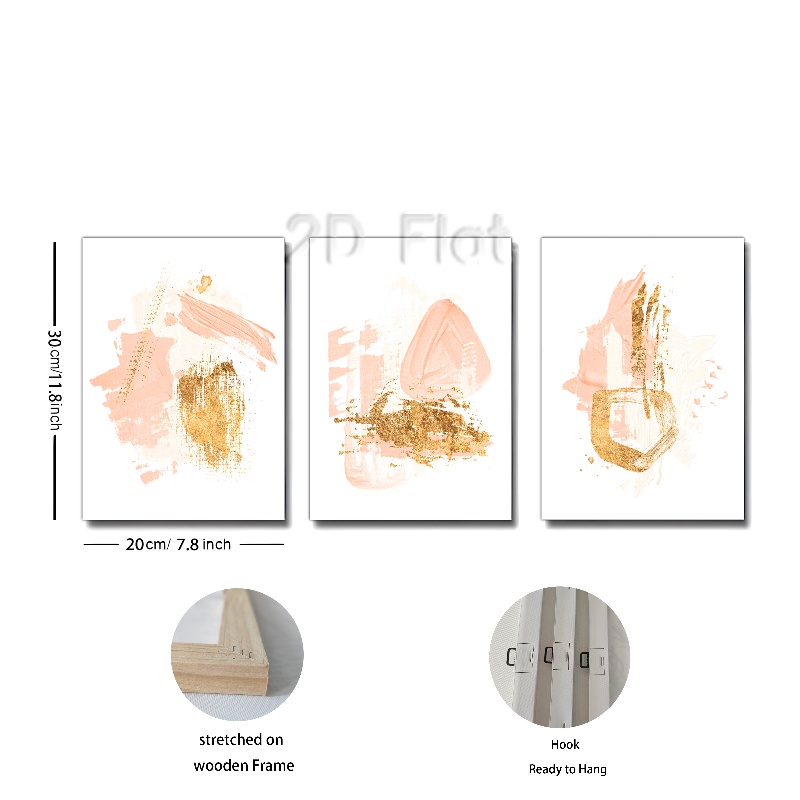 2D Flat
30cm/11.8inch
20cm/ 7.8 inch
stretched on
wooden Frame
Hook
Ready to Hang